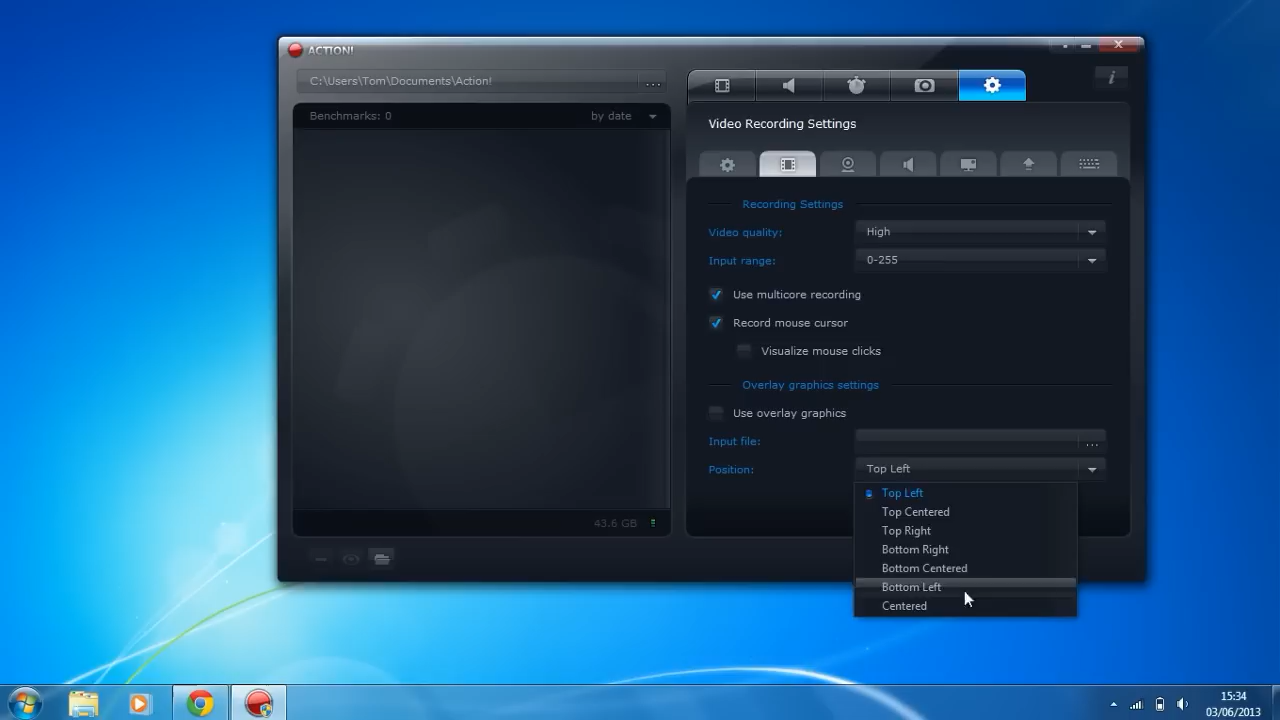 ACTION!
C:\Users\Tom\Documents\Action!
...
Benchmarks: 0
by date
Video Recording Settings
Recording Settings
Video quality:
High
Input range:
0-255
Use multicore recording
Record mouse cursor
Visualize mouse clicks
Overlay graphics settings
Use overlay graphics
Input file:
...
Position:
Top Left
Top Left
Top Centered
Top Right
Bottom Right
Bottom Centered
Bottom Left
Centered
43.6 GB
15:34
03/06/2013